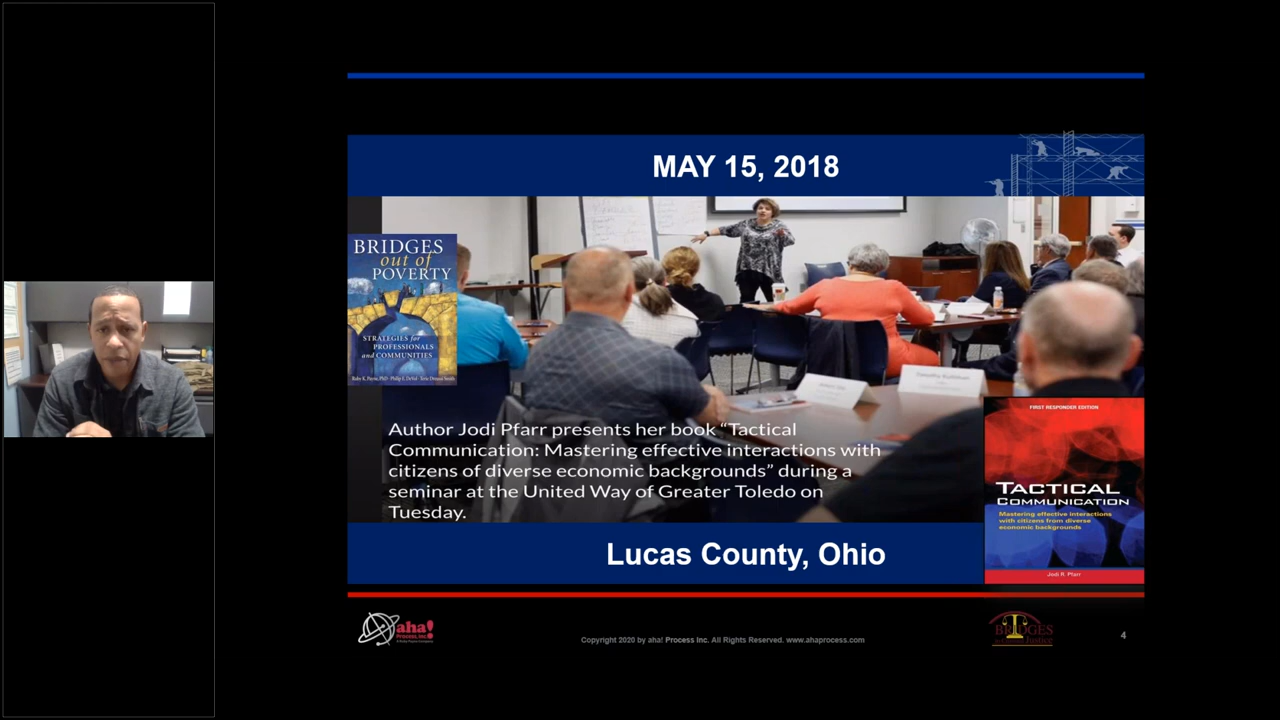 MAY 15, 2018
BRIDGES
out of
POVERTY
STRATEGIES for
PROFESSIONALS
and COMMUNITIES
Ruby K. Payne, PhD · Philip E. DeVol · Terie Dreussi Smith
Author Jodi Pfarr presents her book “Tactical
Communication: Mastering effective interactions with
citizens of diverse economic backgrounds” during a
seminar at the United Way of Greater Toledo on
Tuesday.
FIRST RESPONDER EDITION
TACTICAL
COMMUNICATION
Mastering effective interactions
with citizens from diverse
economic backgrounds
Jodi R. Pfarr
Lucas County, Ohio
aha!
Process, Inc.
Copyright 2020 by aha! Process Inc. All Rights Reserved. www.ahaprocess.com
BRIDGES
4